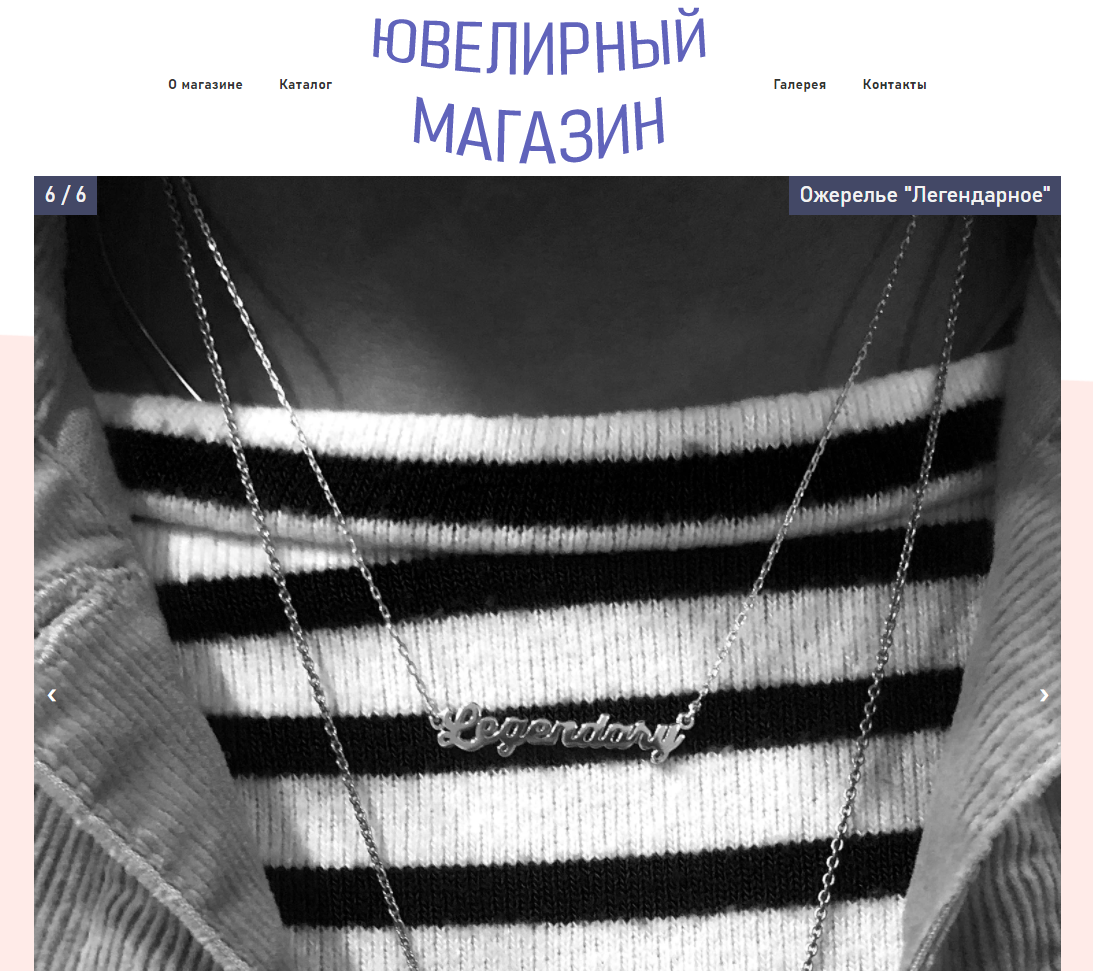 ЮВЕЛИРНЫЙ
МАГАЗИН
О магазине
Каталог
Галерея
Контакты
6 / 6
Ожерелье "Легендарное"
‹
›
Legendary